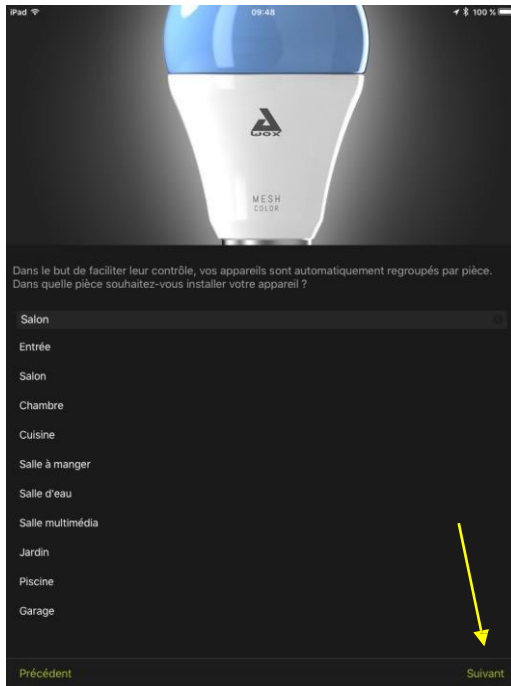 iPad 09:48 100 %
AWOX
MESH
COLOR
Dans le but de faciliter leur contrôle, vos appareils sont automatiquement regroupés par pièce.
Dans quelle pièce souhaitez-vous installer votre appareil ?
Salon
Entrée
Salon
Chambre
Cuisine
Salle à manger
Salle d'eau
Salle multimédia
Jardin
Piscine
Garage
Précédent Suivant